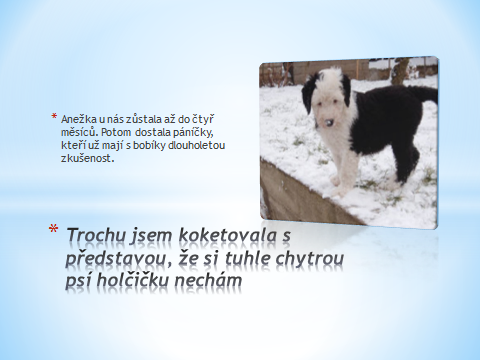 * Anežka u nás zůstala až do čtyř
měsíců. Potom dostala páníčky,
kteří už mají s bobíky dlouholetou
zkušenost.
* Trochu jsem koketovala s
představou, že si tuhle chytrou
psí holčičku nechám